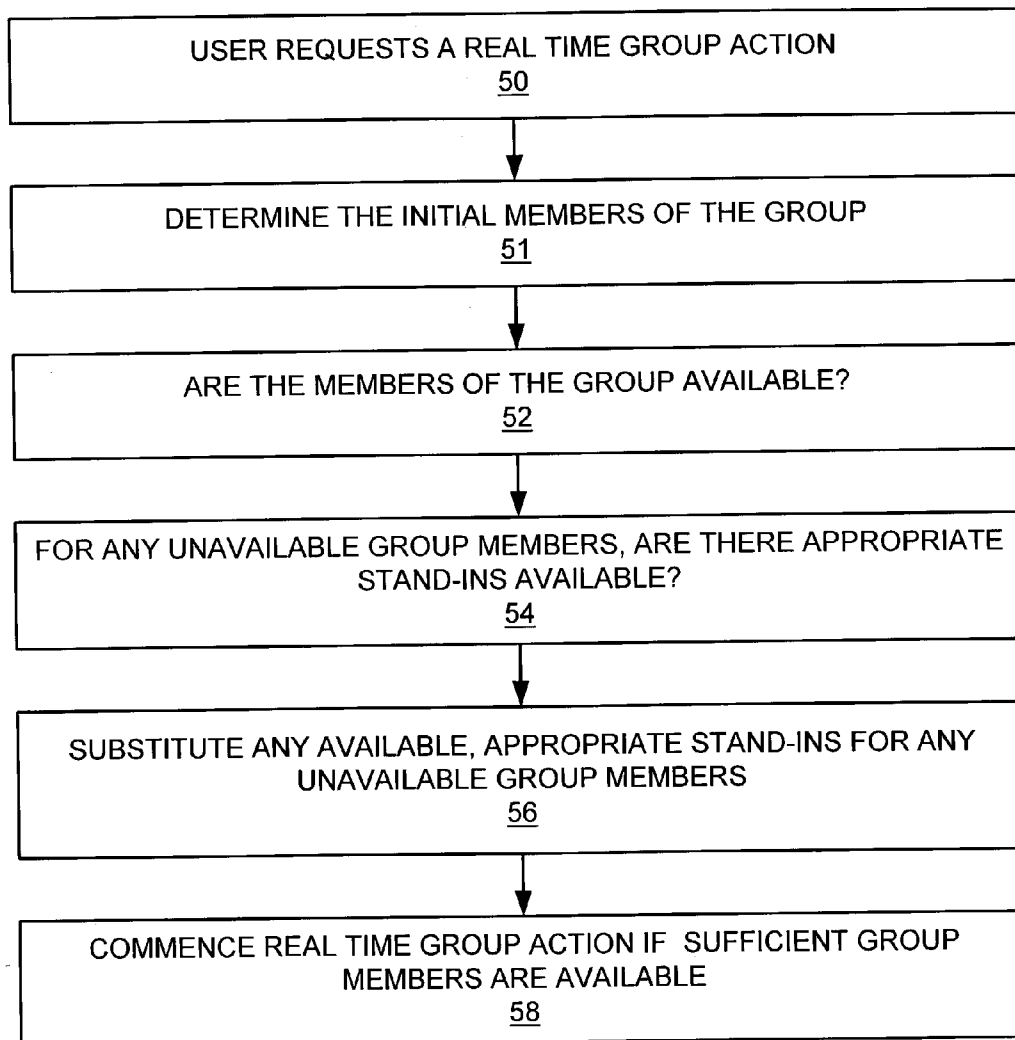 USER REQUESTS A REAL TIME GROUP ACTION
50
DETERMINE THE INITIAL MEMBERS OF THE GROUP
51
ARE THE MEMBERS OF THE GROUP AVAILABLE?
52
FOR ANY UNAVAILABLE GROUP MEMBERS, ARE THERE APPROPRIATE
STAND-INS AVAILABLE?
54
SUBSTITUTE ANY AVAILABLE, APPROPRIATE STAND-INS FOR ANY
UNAVAILABLE GROUP MEMBERS
56
COMMENCE REAL TIME GROUP ACTION IF SUFFICIENT GROUP
MEMBERS ARE AVAILABLE
58